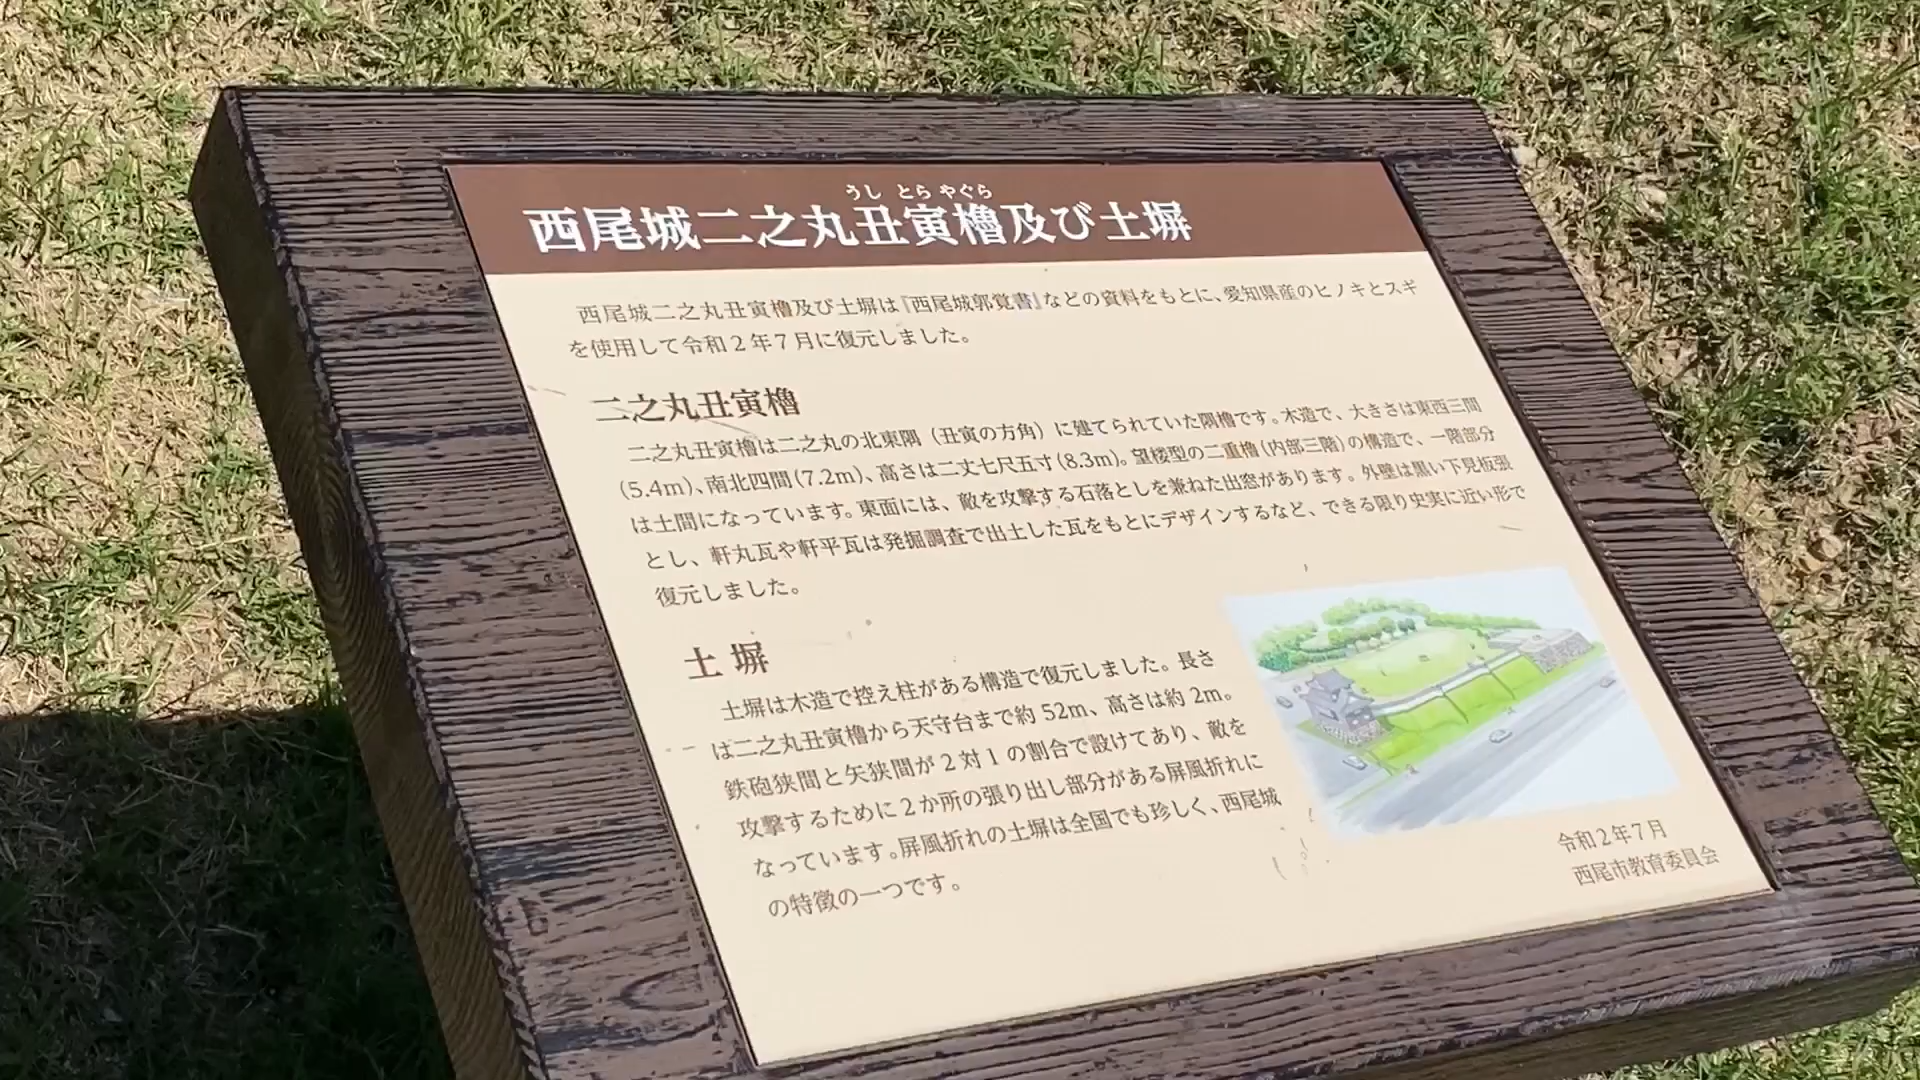 うし とら やぐら
西尾城二之丸丑寅櫓及び土塀
西尾城二之丸丑寅櫓及び土塀は『西尾城郭覚書』などの資料をもとに、愛知県産のヒノキとスギ
を使用して令和2年7月に復元しました。
二之丸丑寅櫓
二之丸丑寅櫓は二之丸の北東隅（丑寅の方角）に建てられていた隅櫓です。木造で、大きさは東西三間
(5.4m)、南北四間(7.2m)、高さは二丈七尺五寸(8.3m)。望楼型の二重櫓(内部三階)の構造で、一階部分
は土間になっています。東面には、敵を攻撃する石落としを兼ねた出窓があります。外壁は黒い下見板張
とし、軒丸瓦や軒平瓦は発掘調査で出土した瓦をもとにデザインするなど、できる限り史実に近い形で
復元しました。
土塀
土塀は木造で控え柱がある構造で復元しました。長さ
は二之丸丑寅櫓から天守台まで約52m、高さは約2m。
鉄砲狭間と矢狭間が2対1の割合で設けてあり、敵を
攻撃するために2か所の張り出し部分がある屏風折れに
なっています。屏風折れの土塀は全国でも珍しく、西尾城
の特徴の一つです。
令和2年7月
西尾市教育委員会